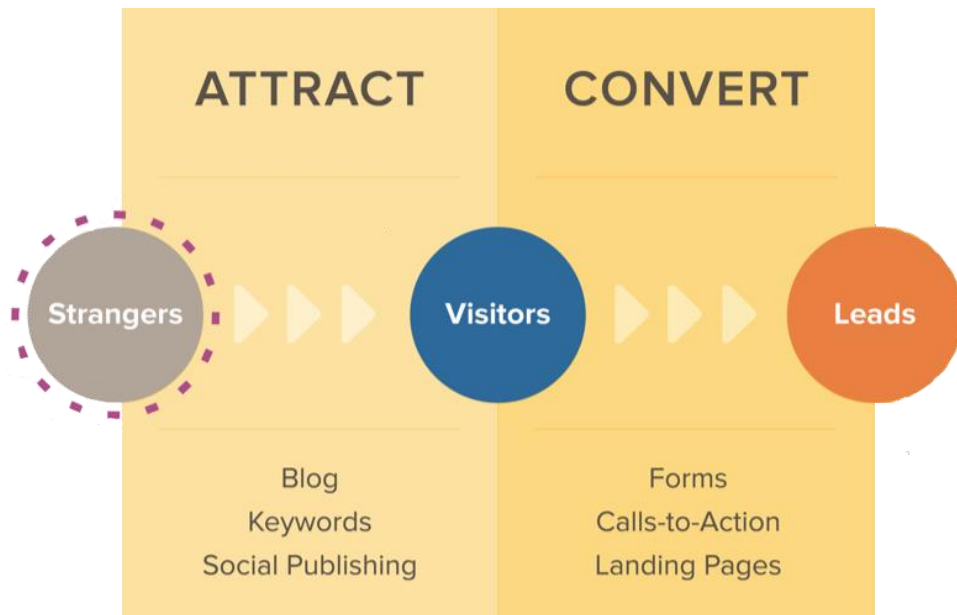 ATTRACT
CONVERT
Strangers
Visitors
Leads
Blog
Keywords
Social Publishing
Forms
Calls-to-Action
Landing Pages